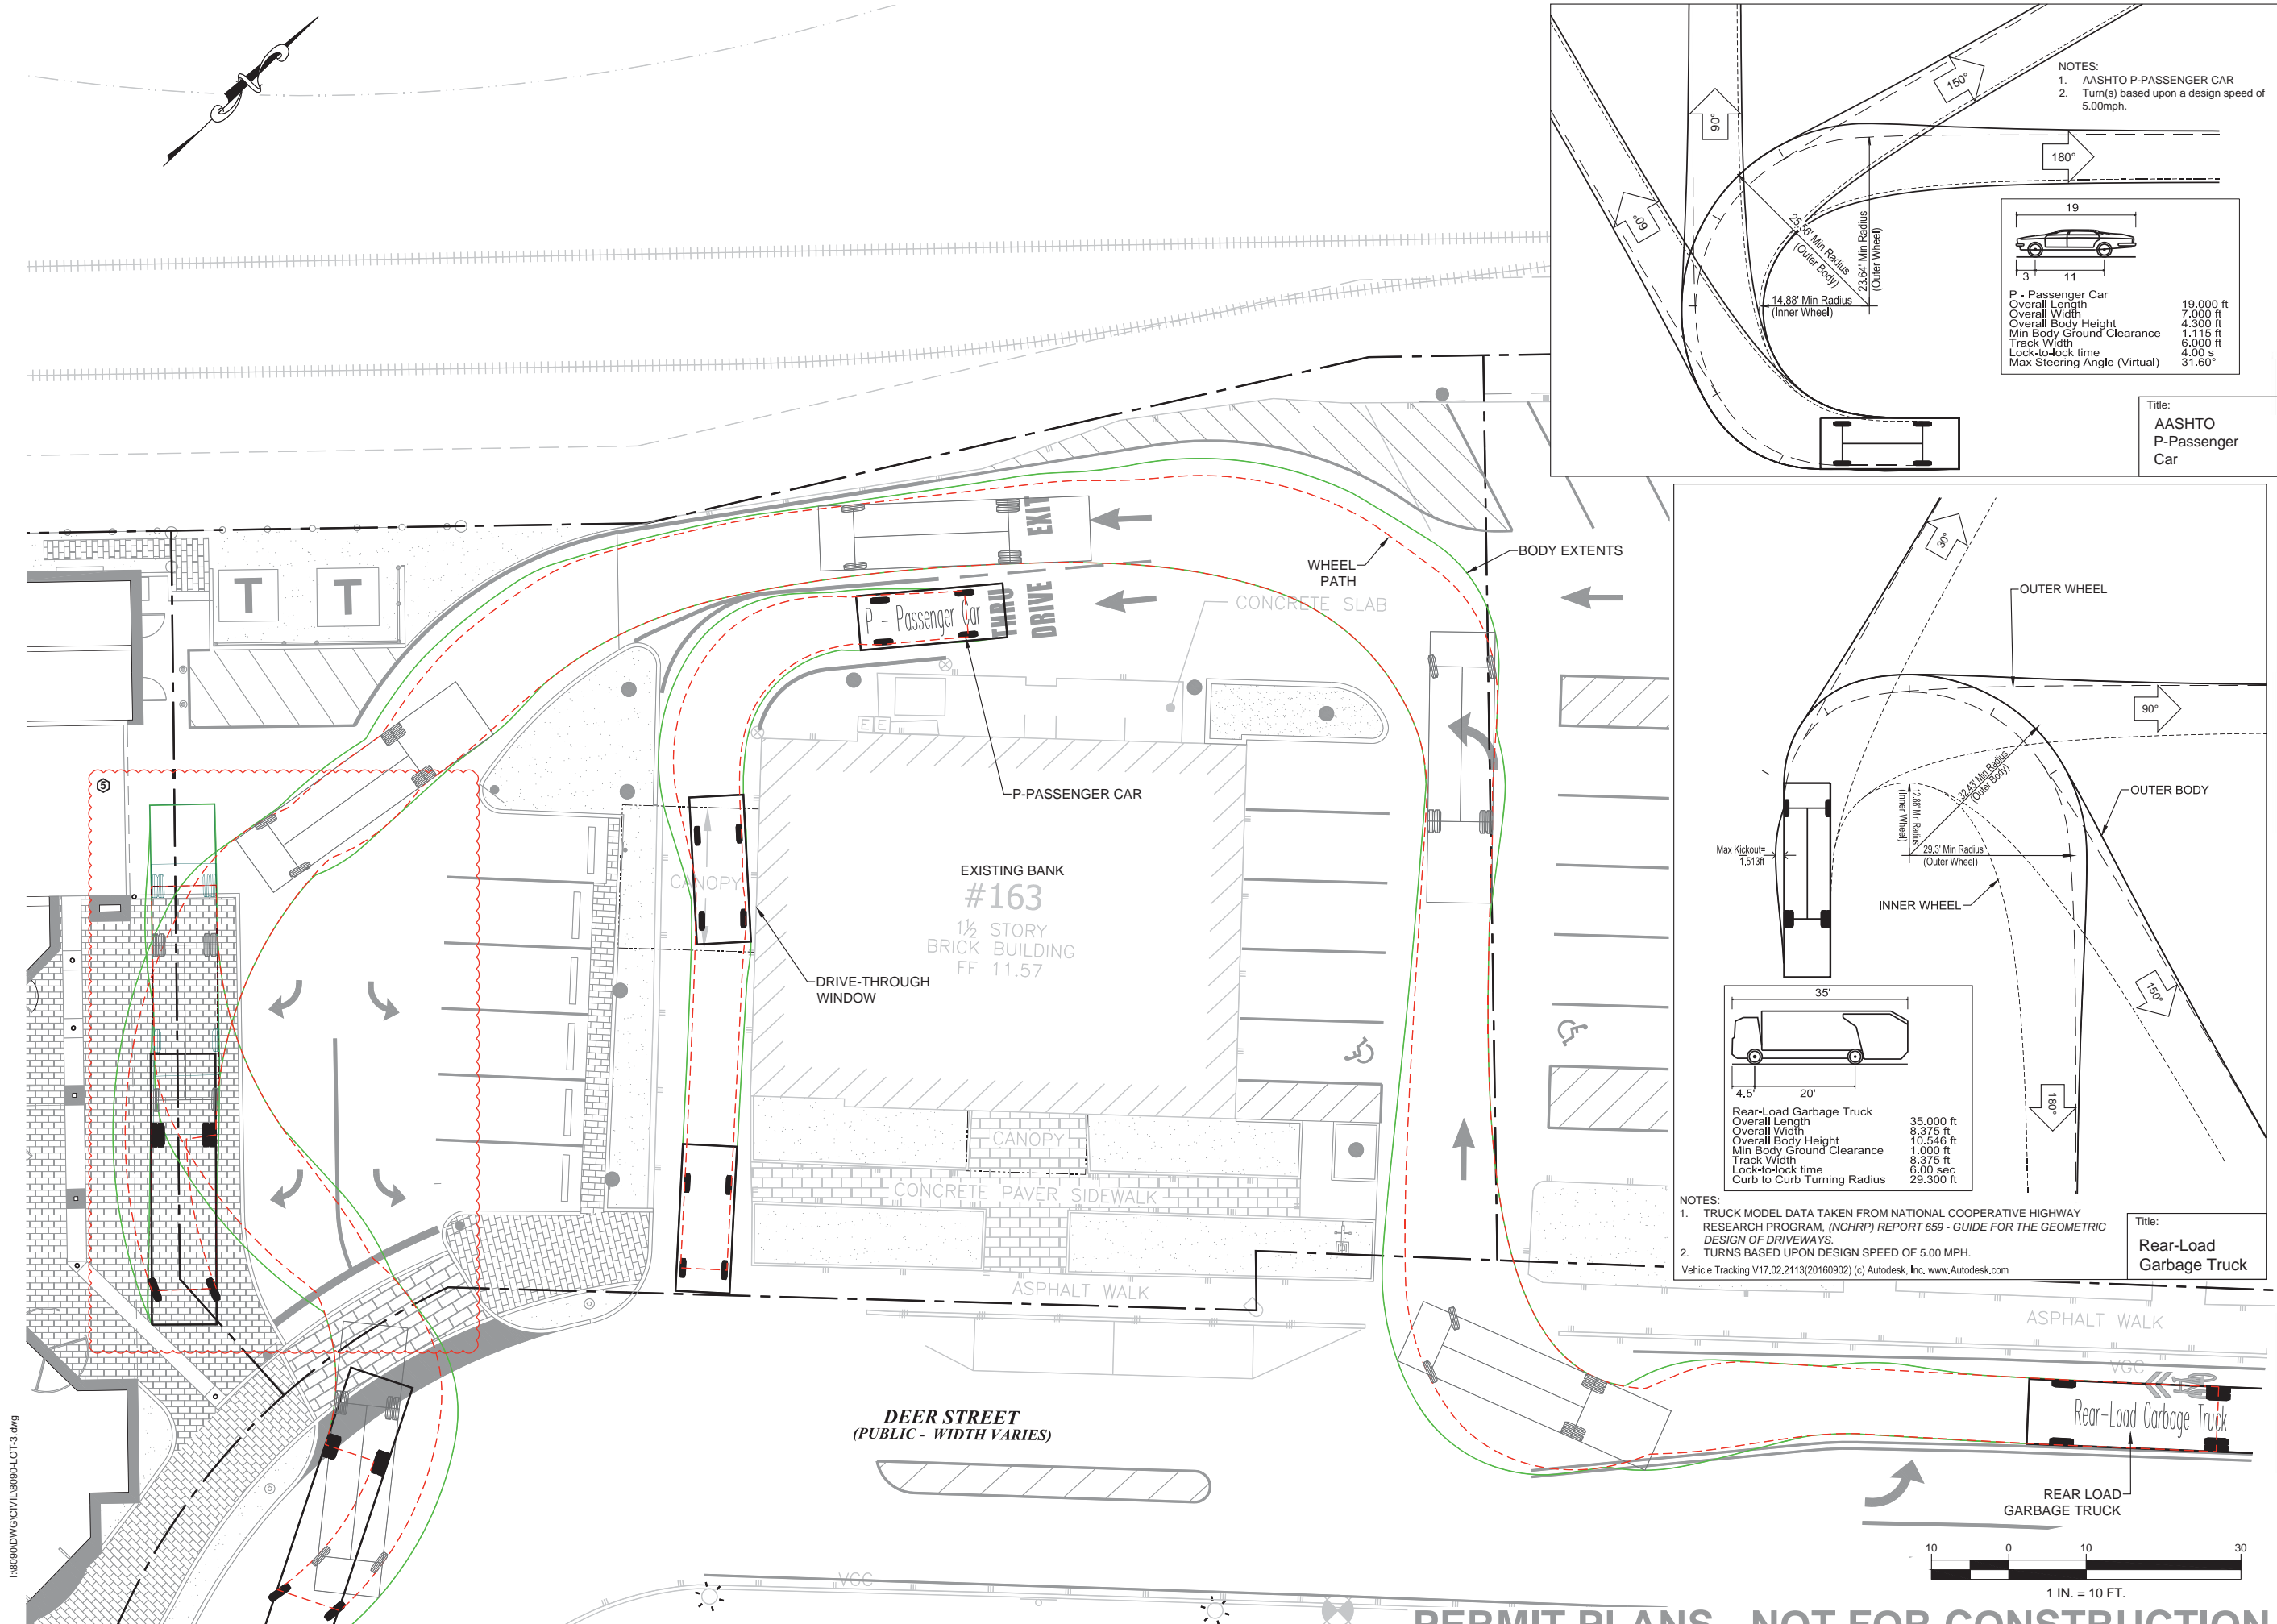 NOTES:
1. AASHTO P-PASSENGER CAR
2. Turn(s) based upon a design speed of
5.00mph.
150°
90°
180°
60°
25.56' Min Radius
(Outer Body)
23.64' Min Radius
(Outer Wheel)
14.88' Min Radius
(Inner Wheel)
19
3
11
P - Passenger Car
Overall Length 19.000 ft
Overall Width 7.000 ft
Overall Body Height 4.300 ft
Min Body Ground Clearance 1.115 ft
Track Width 6.000 ft
Lock-to-lock time 4.00 s
Max Steering Angle (Virtual) 31.60°
Title:
AASHTO
P-Passenger
Car
30°
OUTER WHEEL
90°
32.43' Min Radius
(Outer Body)
12.88' Min Radius
(Inner Wheel)
29.3' Min Radius
(Outer Wheel)
Max Kickout=
1.513ft
OUTER BODY
INNER WHEEL
150°
180°
35'
4.5'
20'
Rear-Load Garbage Truck
Overall Length 35.000 ft
Overall Width 8.375 ft
Overall Body Height 10.546 ft
Min Body Ground Clearance 1.000 ft
Track Width 8.375 ft
Lock-to-lock time 6.00 sec
Curb to Curb Turning Radius 29.300 ft
NOTES:
1. TRUCK MODEL DATA TAKEN FROM NATIONAL COOPERATIVE HIGHWAY
RESEARCH PROGRAM, (NCHRP) REPORT 659 - GUIDE FOR THE GEOMETRIC
DESIGN OF DRIVEWAYS.
2. TURNS BASED UPON DESIGN SPEED OF 5.00 MPH.
Vehicle Tracking V17.02.2113(20160902) (c) Autodesk, Inc, www.Autodesk.com
Title:
Rear-Load
Garbage Truck
EXIT
THRU
DRIVE
WHEEL
PATH
BODY EXTENTS
CONCRETE SLAB
T
T
P - Passenger Car
E E
P-PASSENGER CAR
5
CANOPY
EXISTING BANK
#163
1½ STORY
BRICK BUILDING
FF 11.57
DRIVE-THROUGH
WINDOW
CANOPY
CONCRETE PAVER SIDEWALK
ASPHALT WALK
ASPHALT WALK
VGC
Rear-Load Garbage Truck
DEER STREET
(PUBLIC - WIDTH VARIES)
REAR LOAD
GARBAGE TRUCK
VGC
10 0 10 30
1 IN. = 10 FT.
I:\8090\DWG\CIVIL\8090-LOT-3.dwg
PERMIT PLANS - NOT FOR CONSTRUCTION